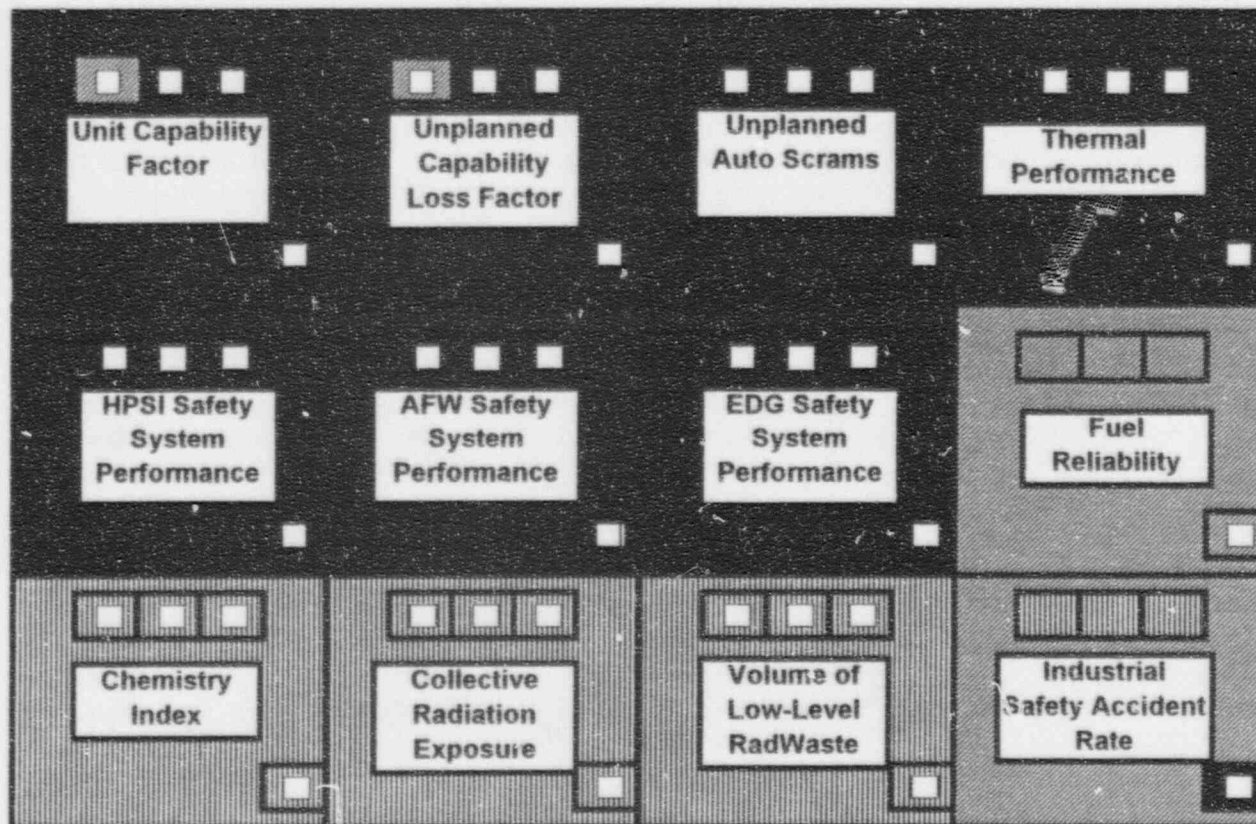 Unit Capability
Factor
Unplanned
Capability
Loss Factor
Unplanned
Auto Scrams
Thermal
Performance
HPSI Safety
System
Performance
AFW Safety
System
Performance
EDG Safety
System
Performance
Fuel
Reliability
Chemistry
Index
Collective
Radiation
Exposure
Volume of
Low-Level
RadWaste
Industrial
Safety Accident
Rate